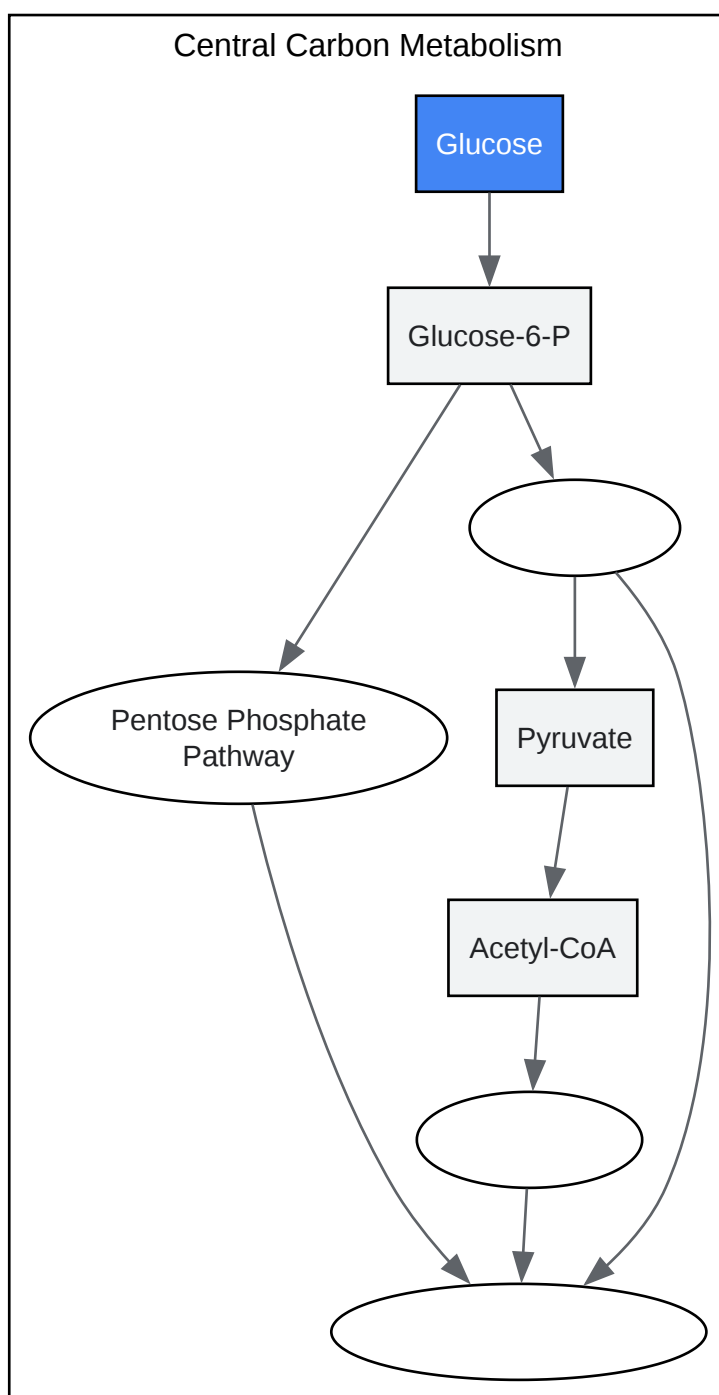 Central Carbon Metabolism
Glucose
Glucose-6-P
Pentose Phosphate
Pathway
Pyruvate
Acetyl-CoA